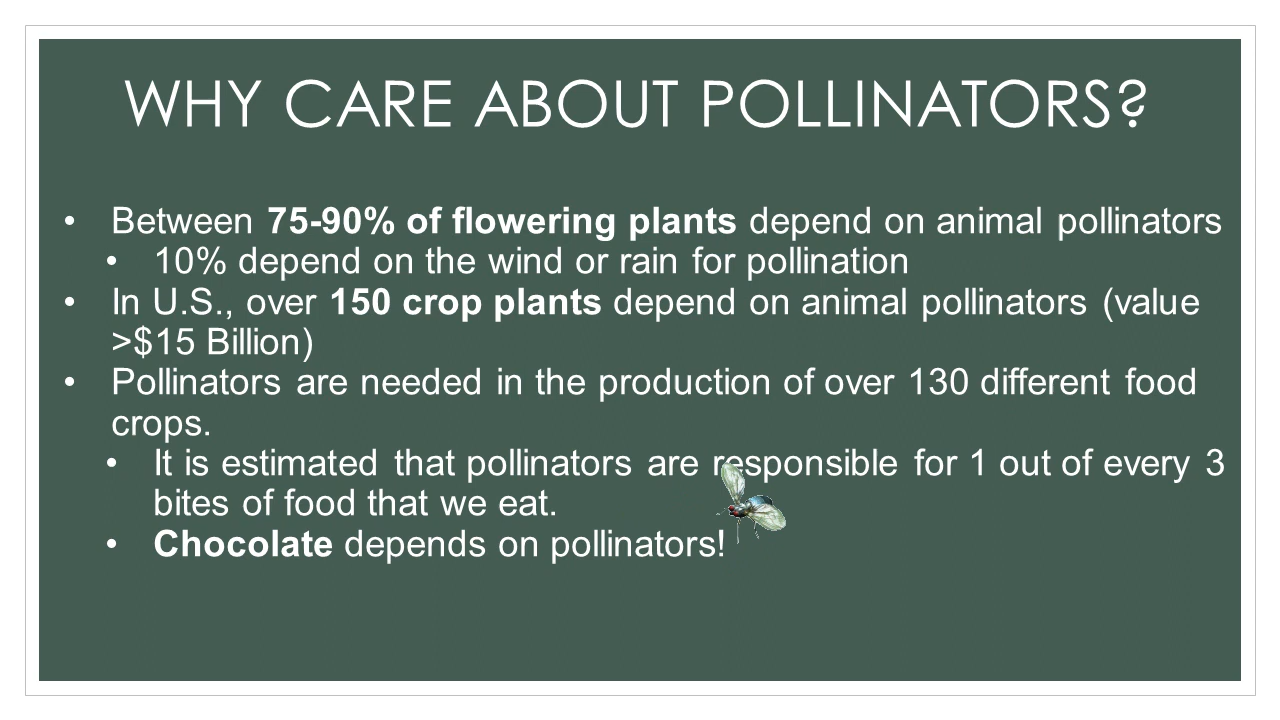 WHY CARE ABOUT POLLINATORS?
• Between 75-90% of flowering plants depend on animal pollinators
• 10% depend on the wind or rain for pollination
• In U.S., over 150 crop plants depend on animal pollinators (value
>$15 Billion)
• Pollinators are needed in the production of over 130 different food
crops.
• It is estimated that pollinators are responsible for 1 out of every 3
bites of food that we eat.
• Chocolate depends on pollinators!